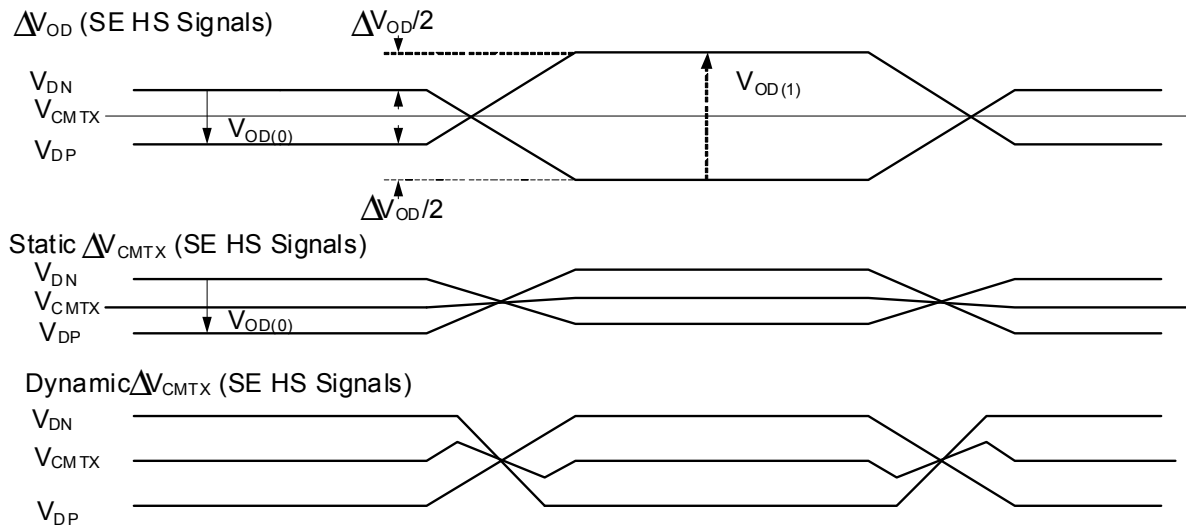 ΔV_OD (SE HS Signals)
ΔV_OD/2
V_DN
V_CMTX
V_DP
V_OD(0)
V_OD(1)
ΔV_OD/2
Static ΔV_CMTX (SE HS Signals)
V_DN
V_CMTX
V_OD(0)
V_DP
Dynamic ΔV_CMTX (SE HS Signals)
V_DN
V_CMTX
V_DP